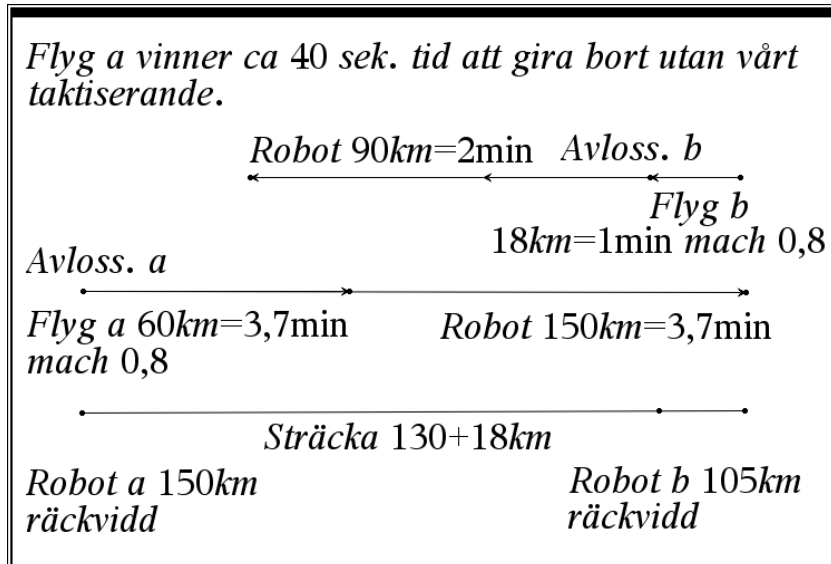 Flyg a vinner ca 40 sek. tid att gira bort utan vårt
taktiserande.
Robot 90km=2min
Avloss. b
Flyg b
18km=1min mach 0,8
Avloss. a
Flyg a 60km=3,7min
mach 0,8
Robot 150km=3,7min
Sträcka 130+18km
Robot a 150km
räckvidd
Robot b 105km
räckvidd